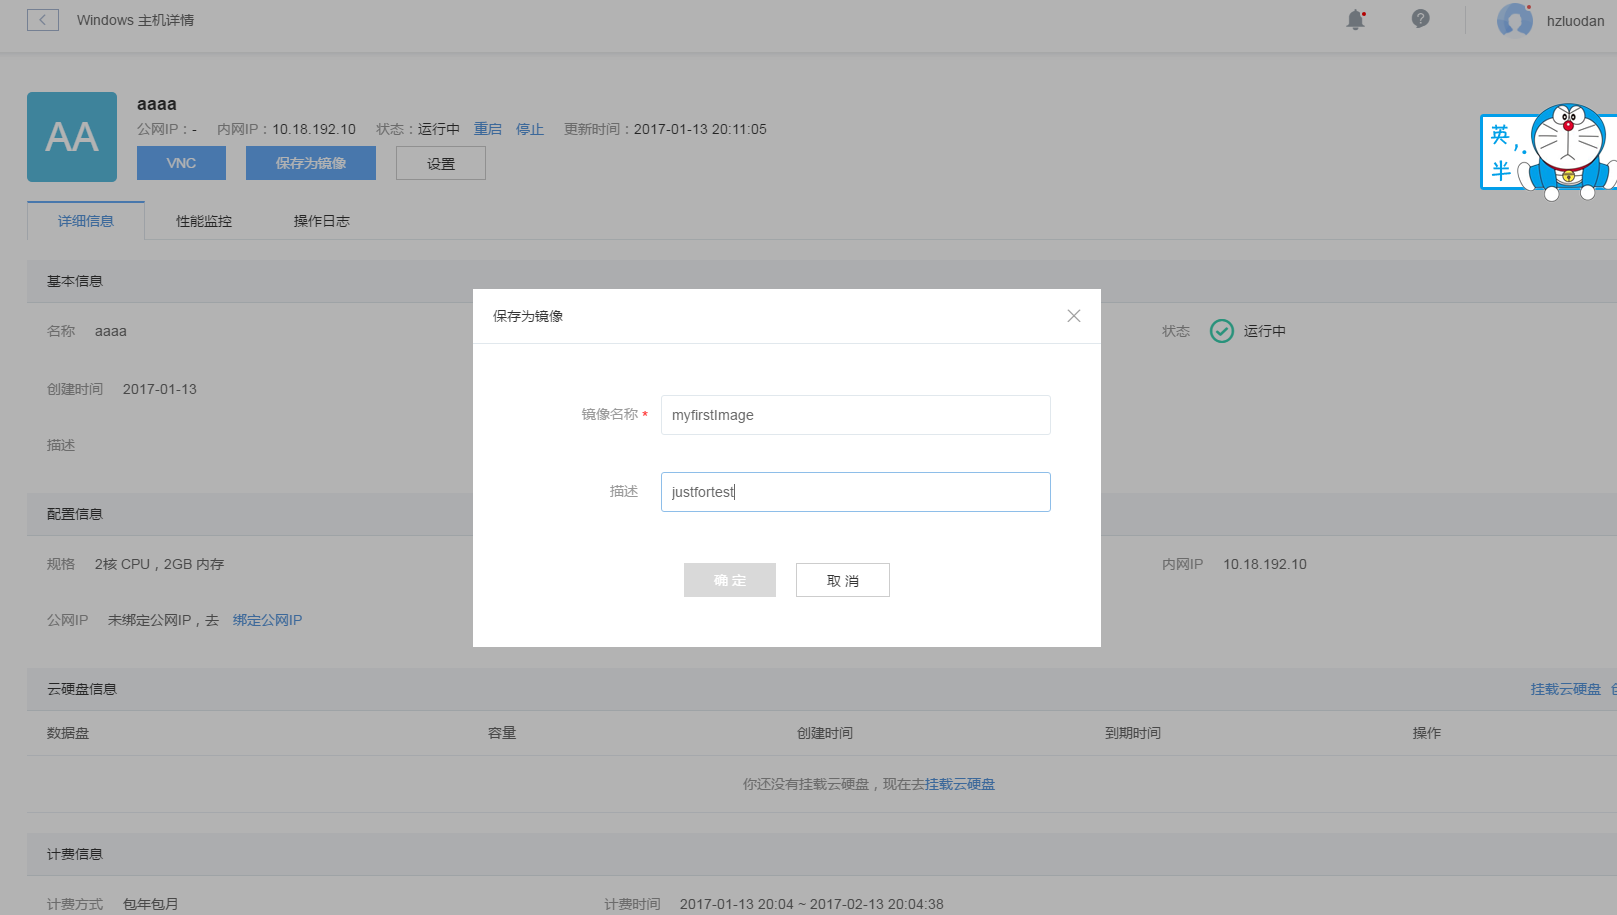 Windows 主机详情
hzluodan
AA
aaaa
公网IP：- 内网IP：10.18.192.10 状态：运行中 重启 停止 更新时间：2017-01-13 20:11:05
VNC 保存为镜像 设置
英 ，.
半
详细信息 性能监控 操作日志
基本信息
名称 aaaa
状态 运行中
创建时间 2017-01-13
描述
保存为镜像
镜像名称 * myfirstImage
描述 justfortest
确 定 取 消
配置信息
规格 2核 CPU，2GB 内存
内网IP 10.18.192.10
公网IP 未绑定公网IP，去 绑定公网IP
云硬盘信息 挂载云硬盘
数据盘 容量 创建时间 到期时间 操作
你还没有挂载云硬盘，现在去挂载云硬盘
计费信息
计费方式 包年包月 计费时间 2017-01-13 20:04 ~ 2017-02-13 20:04:38